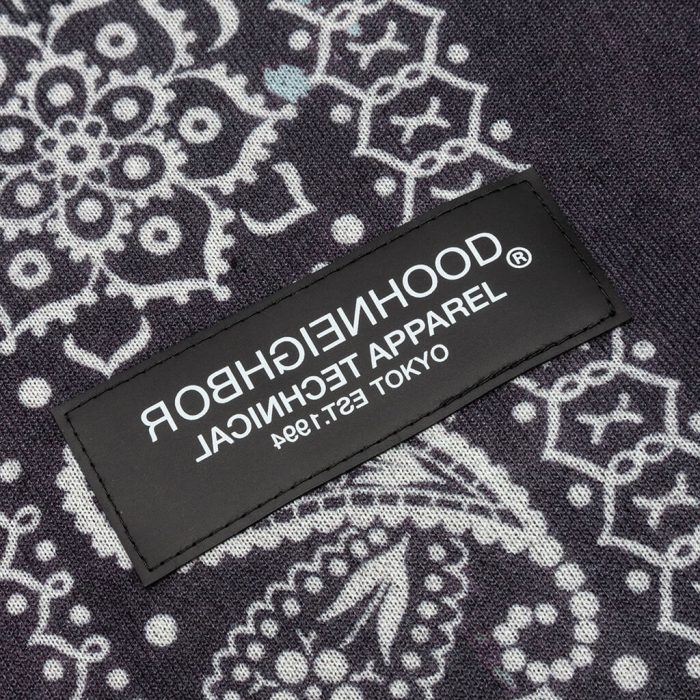 NEIGHBORHOOD®
TECHNICAL APPAREL
EST.1994 TOKYO